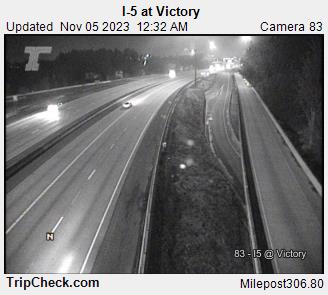 I-5 at Victory
Updated Nov 05 2023 12:32 AM Camera 83
T
N
83 - I5 @ Victory
TripCheck.com Milepost306.80